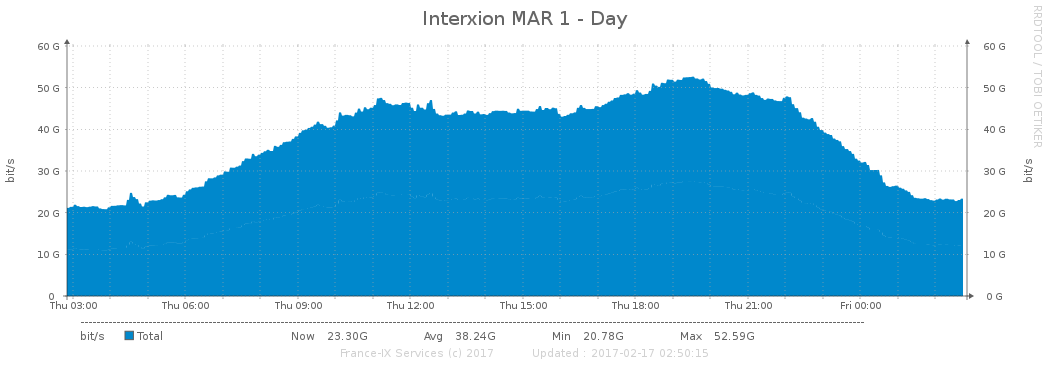 Interxion MAR 1 - Day
RRDTOOL / TOBI OETIKER
bit/s
60 G 60 G
50 G 50 G
40 G 40 G
30 G 30 G
20 G 20 G
10 G 10 G
0 0 G
bit/s
Thu 03:00 Thu 06:00 Thu 09:00 Thu 12:00 Thu 15:00 Thu 18:00 Thu 21:00 Fri 00:00
bit/s Total Now 23.30G Avg 38.24G Min 20.78G Max 52.59G
France-IX Services (c) 2017 Updated : 2017-02-17 02:50:15